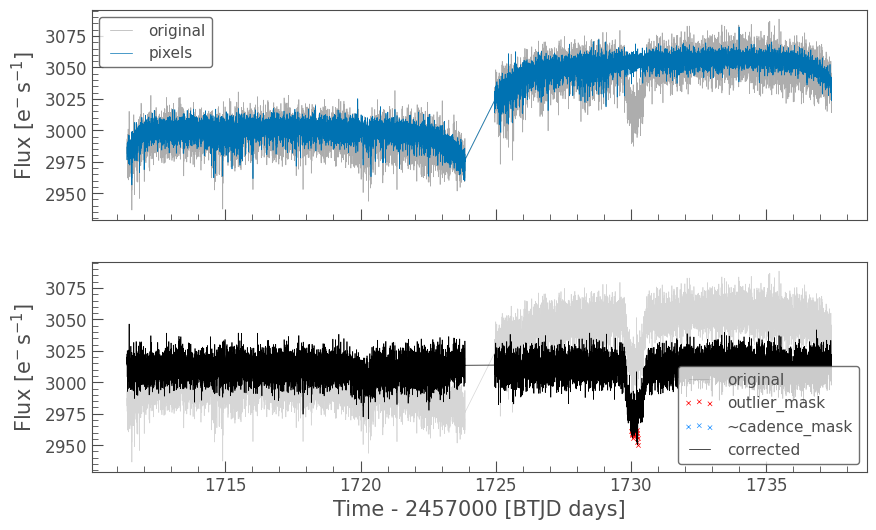 Flux [e⁻ s⁻¹]
3075
3050
3025
3000
2975
2950
original
pixels
Flux [e⁻ s⁻¹]
3075
3050
3025
3000
2975
2950
original
outlier_mask
~cadence_mask
corrected
1715 1720 1725 1730 1735
Time - 2457000 [BTJD days]